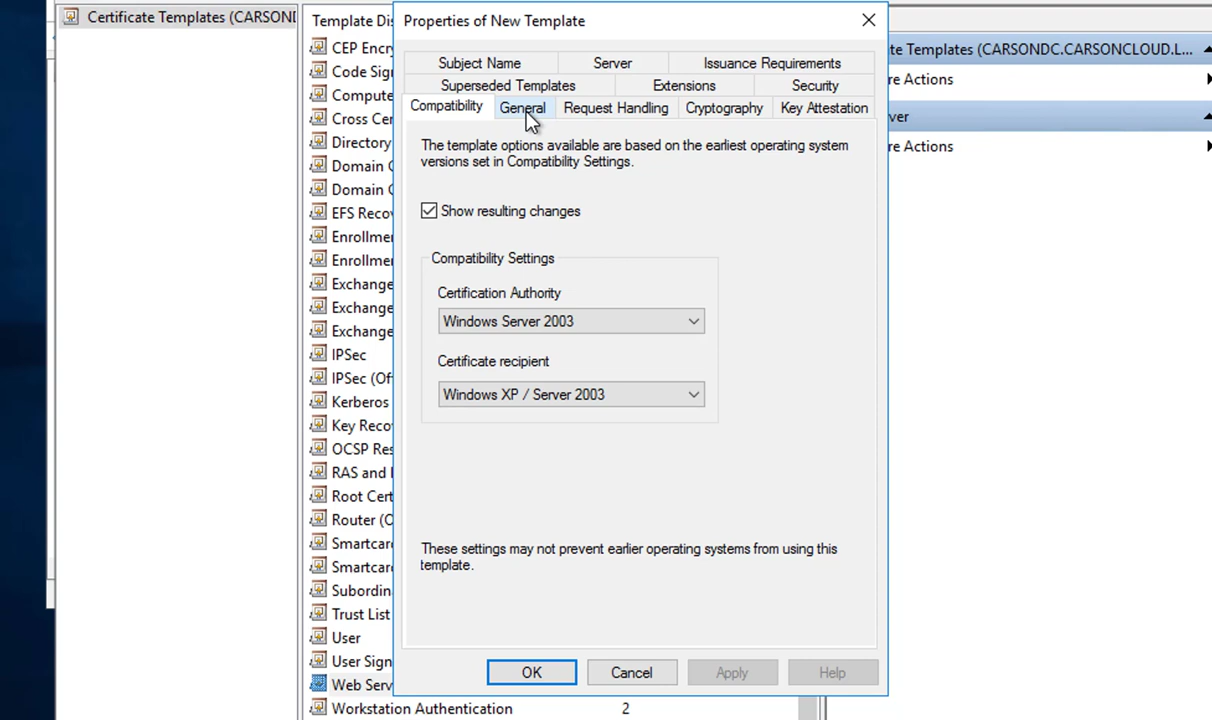 Certificate Templates (CARSOND
Template Dis
CEP Encry
Code Sign
Compute
Cross Cer
Directory
Domain C
Domain C
EFS Recov
Enrollmen
Enrollmen
Exchange
Exchange
Exchange
IPSec
IPSec (Of
Kerberos
Key Reco
OCSP Res
RAS and I
Root Cert
Router (O
Smartcar
Smartcar
Subordin
Trust List
User
User Sign
Web Serv
Workstation Authentication 2
Properties of New Template
Subject Name Server Issuance Requirements
Superseded Templates Extensions Security
Compatibility General Request Handling Cryptography Key Attestation
The template options available are based on the earliest operating system
versions set in Compatibility Settings.
Show resulting changes
Compatibility Settings
Certification Authority
Windows Server 2003
Certificate recipient
Windows XP / Server 2003
These settings may not prevent earlier operating systems from using this
template.
OK Cancel Apply Help
te Templates (CARSONDC.CARSONCLOUD.L...
re Actions
ver
re Actions